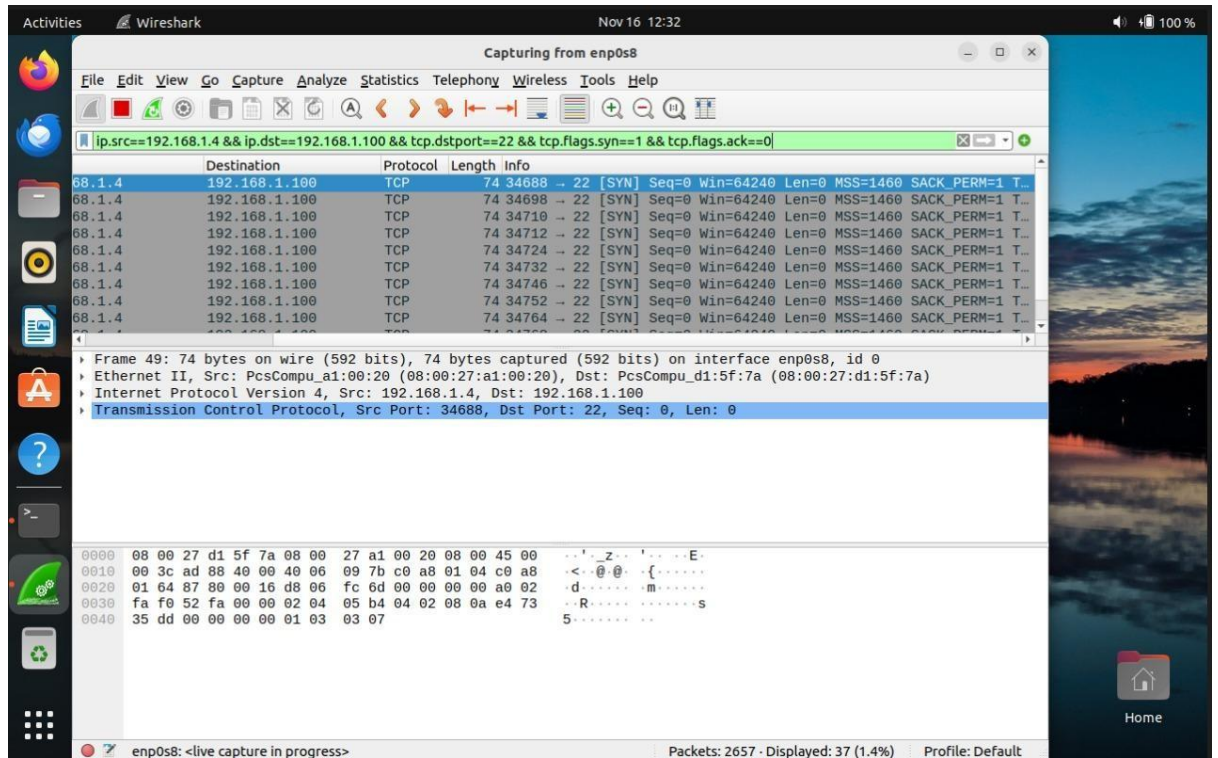 Activities Wireshark Nov 16 12:32 100 %
Capturing from enp0s8
File Edit View Go Capture Analyze Statistics Telephony Wireless Tools Help
ip.src==192.168.1.4 && ip.dst==192.168.1.100 && tcp.dstport==22 && tcp.flags.syn==1 && tcp.flags.ack==0
Destination Protocol Length Info
68.1.4 192.168.1.100 TCP 74 34688 → 22 [SYN] Seq=0 Win=64240 Len=0 MSS=1460 SACK_PERM=1 T…
68.1.4 192.168.1.100 TCP 74 34698 → 22 [SYN] Seq=0 Win=64240 Len=0 MSS=1460 SACK_PERM=1 T…
68.1.4 192.168.1.100 TCP 74 34710 → 22 [SYN] Seq=0 Win=64240 Len=0 MSS=1460 SACK_PERM=1 T…
68.1.4 192.168.1.100 TCP 74 34712 → 22 [SYN] Seq=0 Win=64240 Len=0 MSS=1460 SACK_PERM=1 T…
68.1.4 192.168.1.100 TCP 74 34724 → 22 [SYN] Seq=0 Win=64240 Len=0 MSS=1460 SACK_PERM=1 T…
68.1.4 192.168.1.100 TCP 74 34732 → 22 [SYN] Seq=0 Win=64240 Len=0 MSS=1460 SACK_PERM=1 T…
68.1.4 192.168.1.100 TCP 74 34746 → 22 [SYN] Seq=0 Win=64240 Len=0 MSS=1460 SACK_PERM=1 T…
68.1.4 192.168.1.100 TCP 74 34752 → 22 [SYN] Seq=0 Win=64240 Len=0 MSS=1460 SACK_PERM=1 T…
68.1.4 192.168.1.100 TCP 74 34764 → 22 [SYN] Seq=0 Win=64240 Len=0 MSS=1460 SACK_PERM=1 T…
Frame 49: 74 bytes on wire (592 bits), 74 bytes captured (592 bits) on interface enp0s8, id 0
Ethernet II, Src: PcsCompu_a1:00:20 (08:00:27:a1:00:20), Dst: PcsCompu_d1:5f:7a (08:00:27:d1:5f:7a)
Internet Protocol Version 4, Src: 192.168.1.4, Dst: 192.168.1.100
Transmission Control Protocol, Src Port: 34688, Dst Port: 22, Seq: 0, Len: 0
0000 08 00 27 d1 5f 7a 08 00 27 a1 00 20 08 00 45 00 ··'·_z·· '·· ··E·
0010 00 3c ad 88 40 00 40 06 09 7b c0 a8 01 04 c0 a8 ·<··@·@· ·{······
0020 01 64 87 80 00 16 d8 06 fc 6d 00 00 00 00 a0 02 ·d······ ·m······
0030 fa f0 52 fa 00 00 02 04 05 b4 04 02 08 0a e4 73 ··R····· ·······s
0040 35 dd 00 00 00 00 01 03 03 07 5······· ··
Home
enp0s8: <live capture in progress> Packets: 2657 · Displayed: 37 (1.4%) Profile: Default